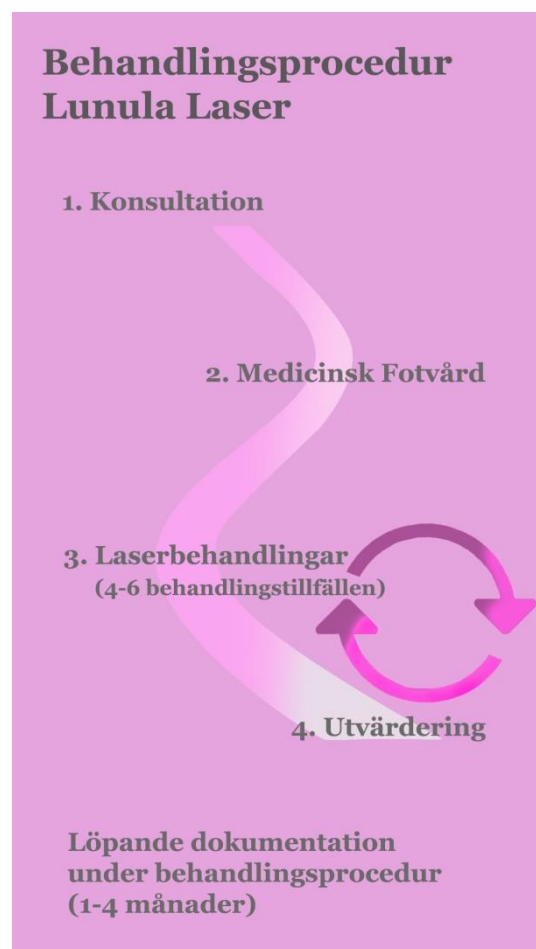 Behandlingsprocedur
Lunula Laser
1. Konsultation
2. Medicinsk Fotvård
3. Laserbehandlingar
(4-6 behandlingstillfällen)
4. Utvärdering
Löpande dokumentation
under behandlingsprocedur
(1-4 månader)